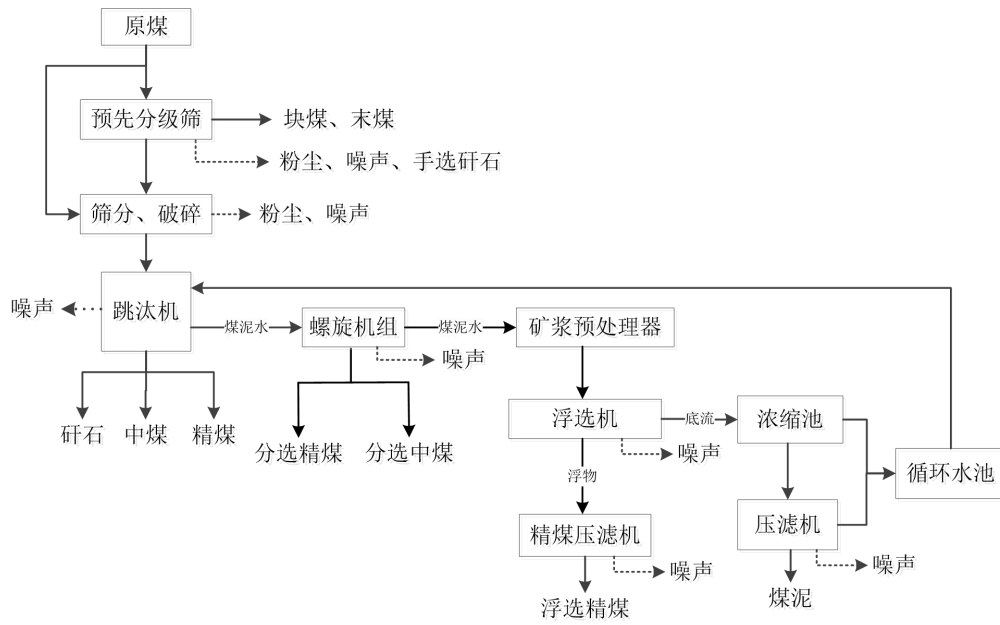 原煤
预先分级筛
块煤、末煤
粉尘、噪声、手选矸石
筛分、破碎
粉尘、噪声
噪声
跳汰机
煤泥水
螺旋机组
煤泥水
矿浆预处理器
噪声
矸石
中煤
精煤
分选精煤
分选中煤
浮选机
底流
浓缩池
噪声
浮物
循环水池
精煤压滤机
压滤机
噪声
噪声
浮选精煤
煤泥